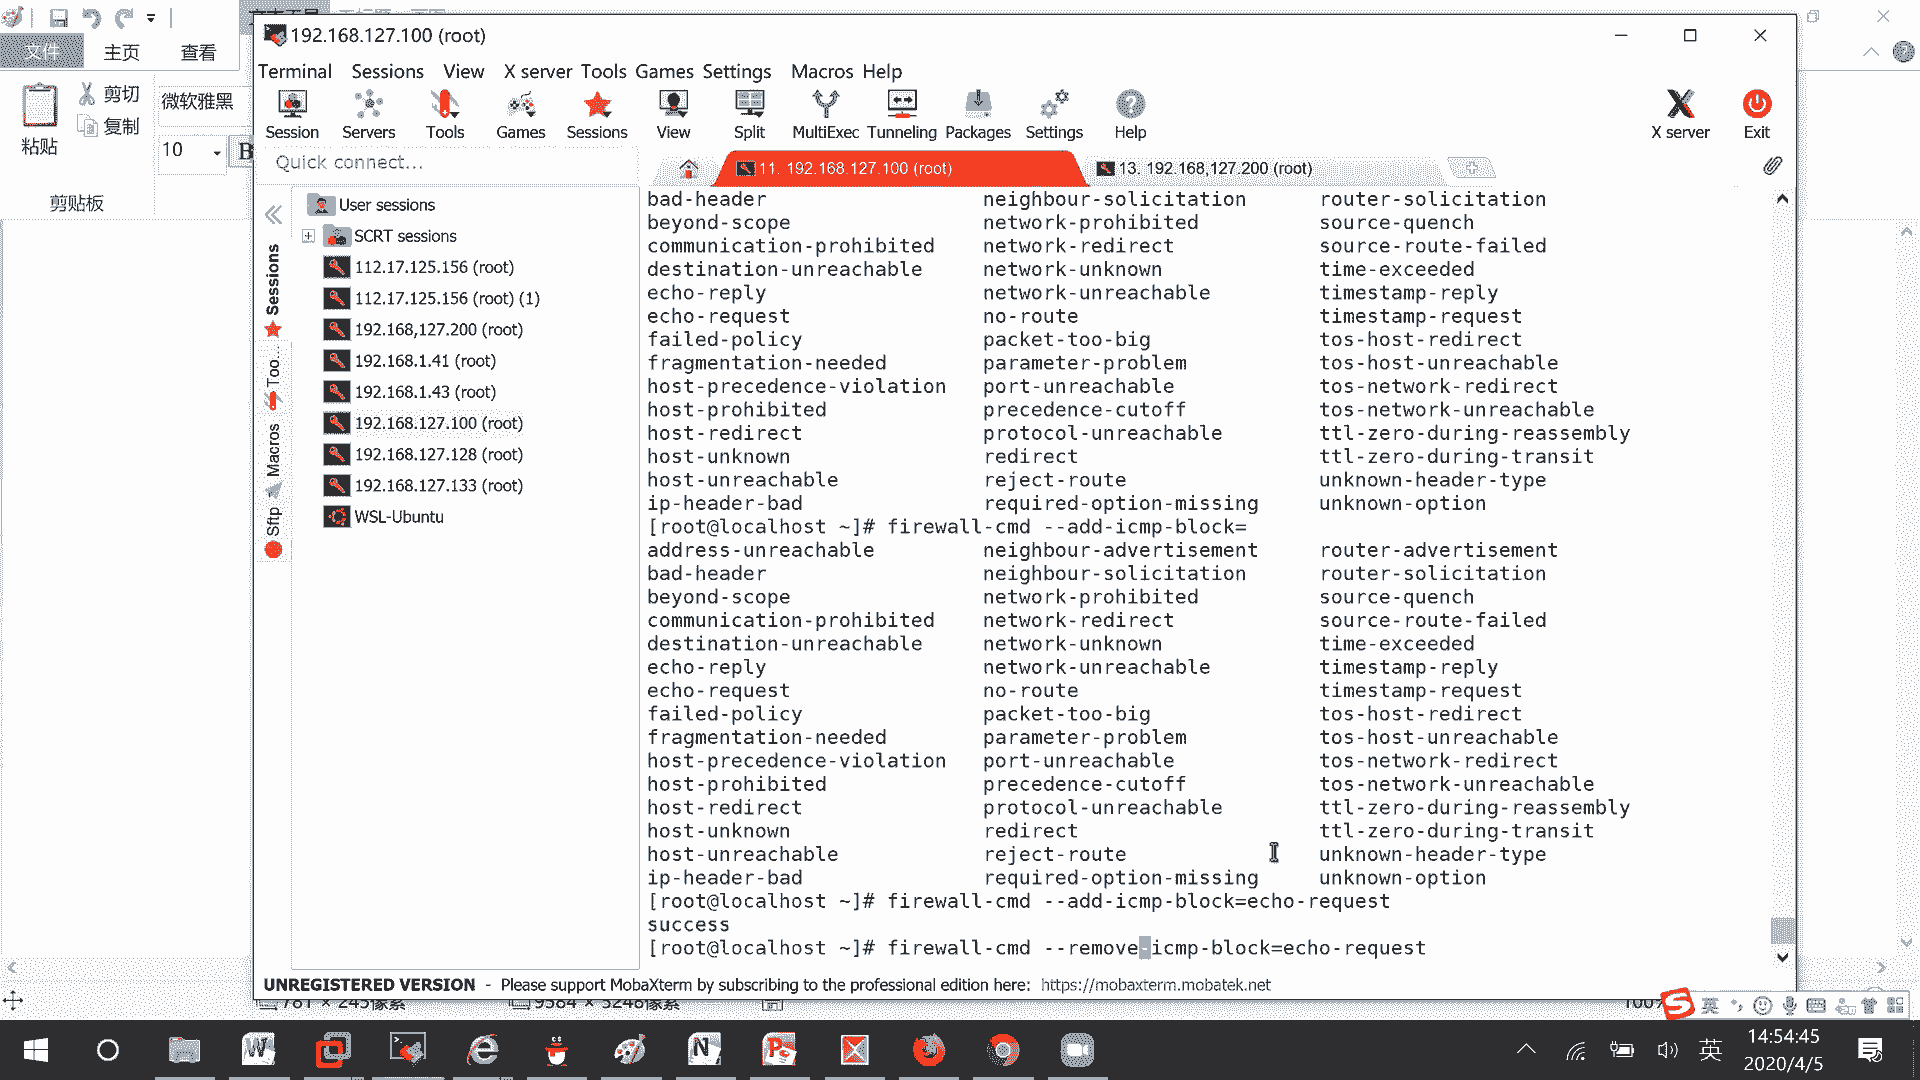 192.168.127.100 (root)
文件 主页 查看
Terminal Sessions View X server Tools Games Settings Macros Help
剪切
复制
粘贴
微软雅黑
10 B
剪贴板
Session Servers Tools Games Sessions View Split MultiExec Tunneling Packages Settings Help X server Exit
Quick connect...
11. 192.168.127.100 (root) 13. 192.168,127.200 (root)
Sessions
Too...
Macros
Sftp
User sessions
SCRT sessions
112.17.125.156 (root)
112.17.125.156 (root) (1)
192.168,127.200 (root)
192.168.1.41 (root)
192.168.1.43 (root)
192.168.127.100 (root)
192.168.127.128 (root)
192.168.127.133 (root)
WSL-Ubuntu
bad-header neighbour-solicitation router-solicitation
beyond-scope network-prohibited source-quench
communication-prohibited network-redirect source-route-failed
destination-unreachable network-unknown time-exceeded
echo-reply network-unreachable timestamp-reply
echo-request no-route timestamp-request
failed-policy packet-too-big tos-host-redirect
fragmentation-needed parameter-problem tos-host-unreachable
host-precedence-violation port-unreachable tos-network-redirect
host-prohibited precedence-cutoff tos-network-unreachable
host-redirect protocol-unreachable ttl-zero-during-reassembly
host-unknown redirect ttl-zero-during-transit
host-unreachable reject-route unknown-header-type
ip-header-bad required-option-missing unknown-option
[root@localhost ~]# firewall-cmd --add-icmp-block=
address-unreachable neighbour-advertisement router-advertisement
bad-header neighbour-solicitation router-solicitation
beyond-scope network-prohibited source-quench
communication-prohibited network-redirect source-route-failed
destination-unreachable network-unknown time-exceeded
echo-reply network-unreachable timestamp-reply
echo-request no-route timestamp-request
failed-policy packet-too-big tos-host-redirect
fragmentation-needed parameter-problem tos-host-unreachable
host-precedence-violation port-unreachable tos-network-redirect
host-prohibited precedence-cutoff tos-network-unreachable
host-redirect protocol-unreachable ttl-zero-during-reassembly
host-unknown redirect ttl-zero-during-transit
host-unreachable reject-route unknown-header-type
ip-header-bad required-option-missing unknown-option
[root@localhost ~]# firewall-cmd --add-icmp-block=echo-request
success
[root@localhost ~]# firewall-cmd --remove-icmp-block=echo-request
UNREGISTERED VERSION - Please support MobaXterm by subscribing to the professional edition here: https://mobaxterm.mobatek.net
英
英
14:54:45
2020/4/5